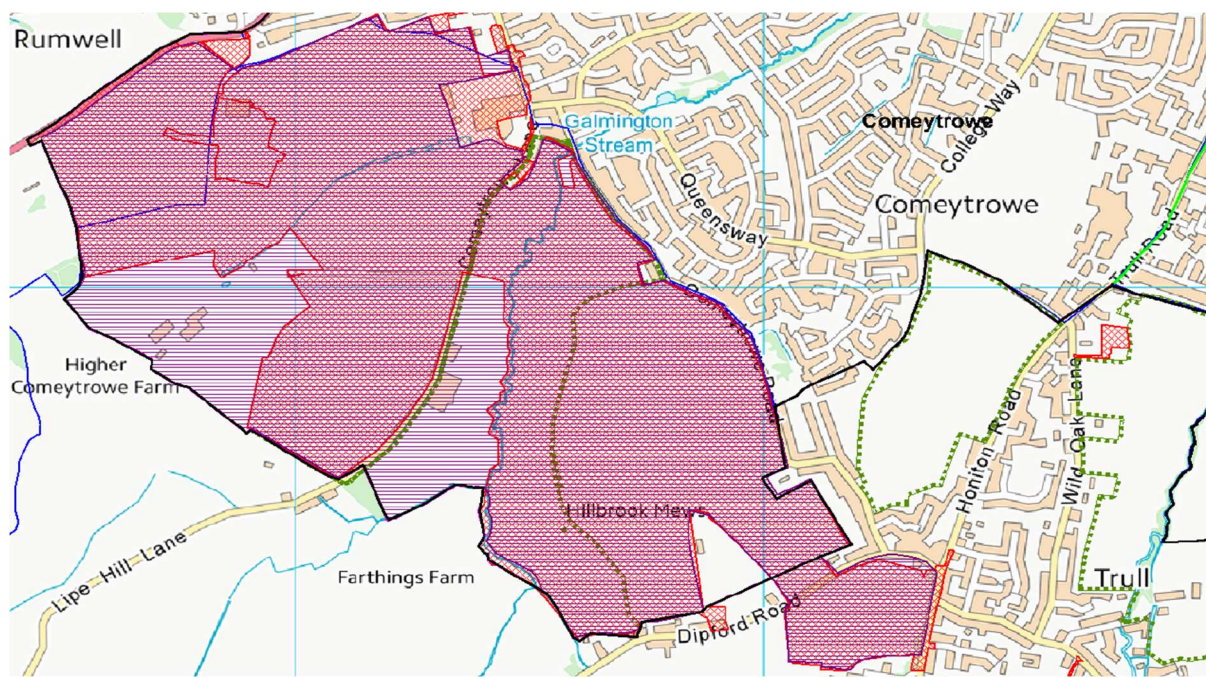 Rumwell
Galmington
Stream
Comeytrowe
College Way
Queensway
Comeytrowe
Trull Road
Higher
Comeytrowe Farm
Honiton Road
Wild Oak Lane
Hillbrook Mews
Lipe Hill Lane
Farthings Farm
Trull
Dipford Road